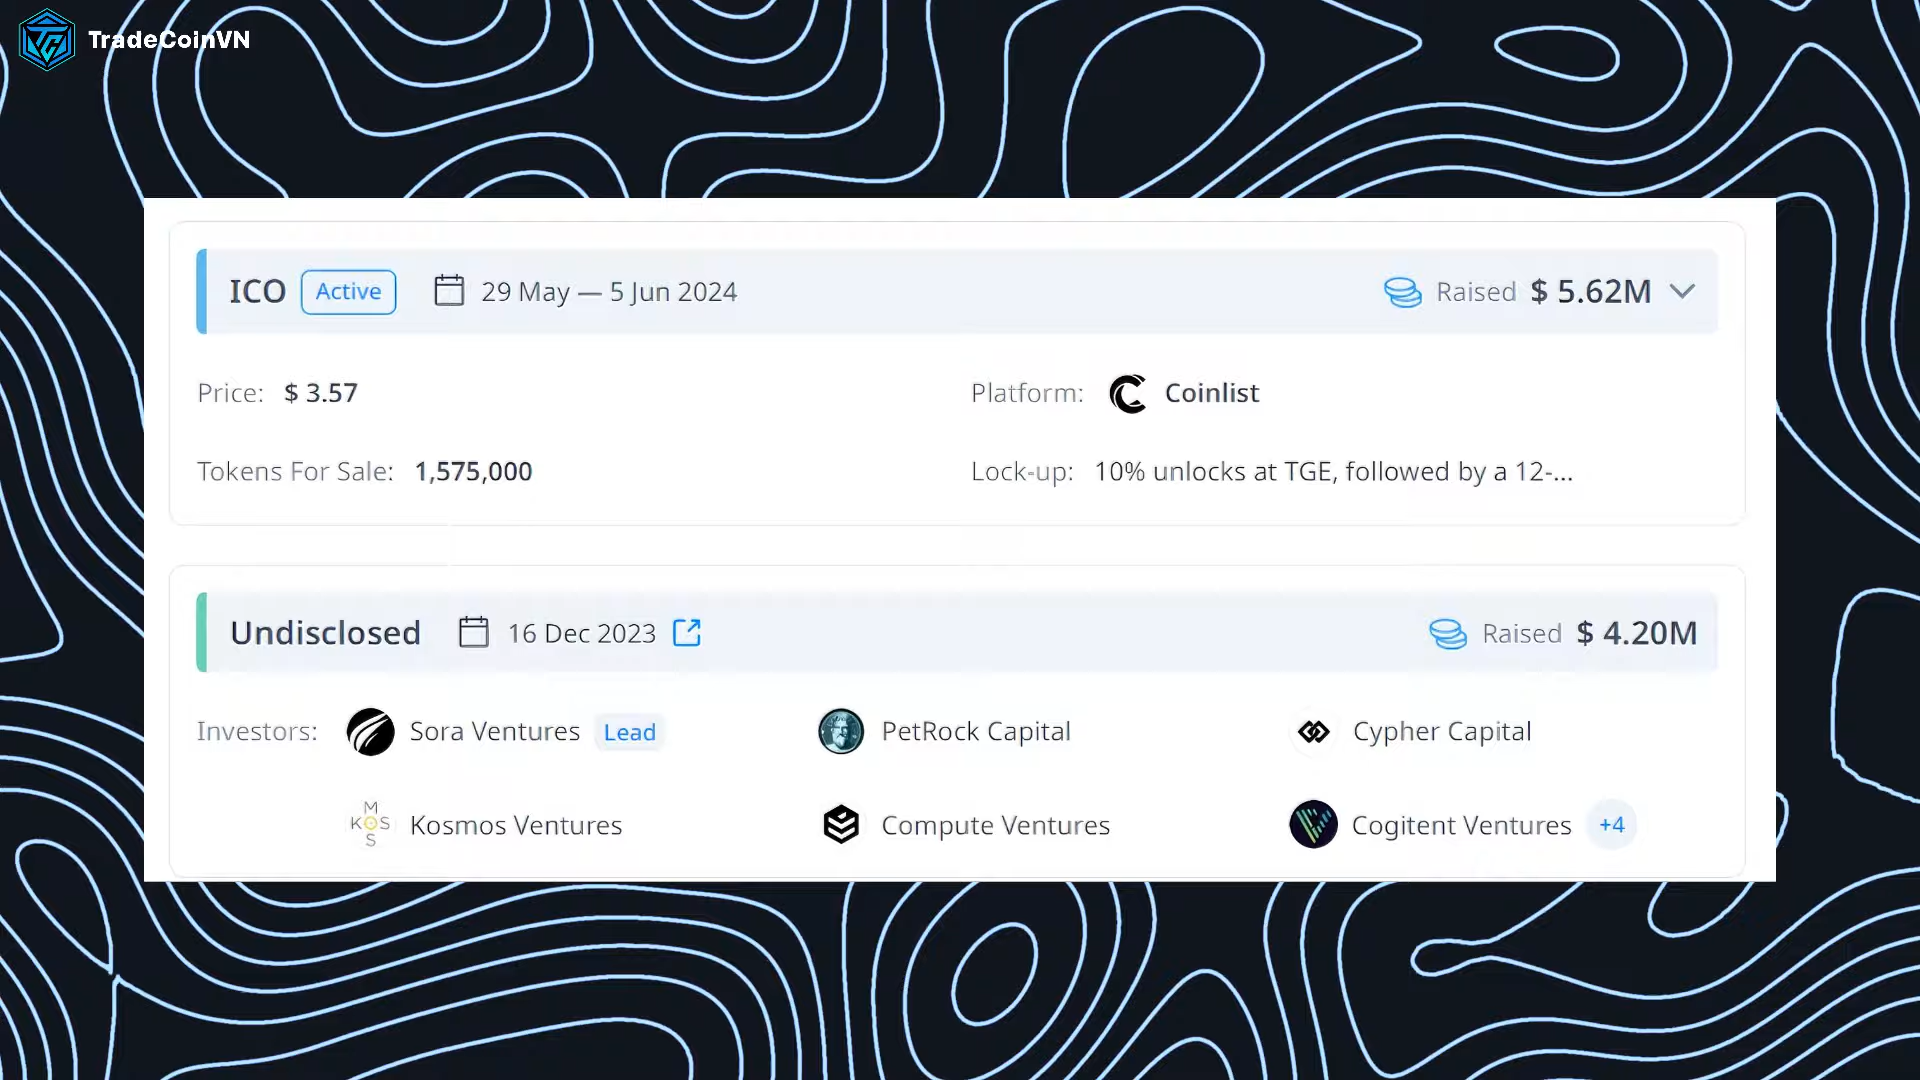 TradeCoinVN
ICO Active 29 May — 5 Jun 2024 Raised $ 5.62M
Price: $ 3.57 Platform: Coinlist
Tokens For Sale: 1,575,000 Lock-up: 10% unlocks at TGE, followed by a 12-...
Undisclosed 16 Dec 2023 Raised $ 4.20M
Investors: Sora Ventures Lead PetRock Capital Cypher Capital
KOSMOS Kosmos Ventures Compute Ventures Cogitent Ventures +4